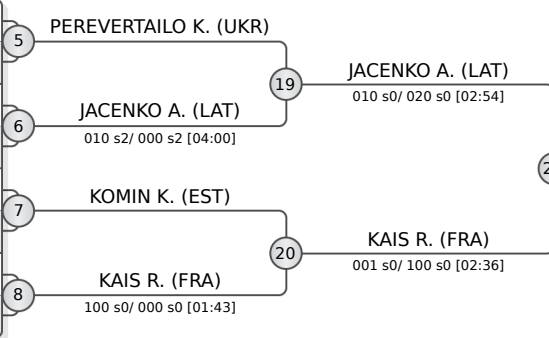 PEREVERTAILO K. (UKR)
5
19
JACENKO A. (LAT)
010 s0/ 020 s0 [02:54]
JACENKO A. (LAT)
6
010 s2/ 000 s2 [04:00]
KOMIN K. (EST)
7
20
KAIS R. (FRA)
001 s0/ 100 s0 [02:36]
KAIS R. (FRA)
8
100 s0/ 000 s0 [01:43]